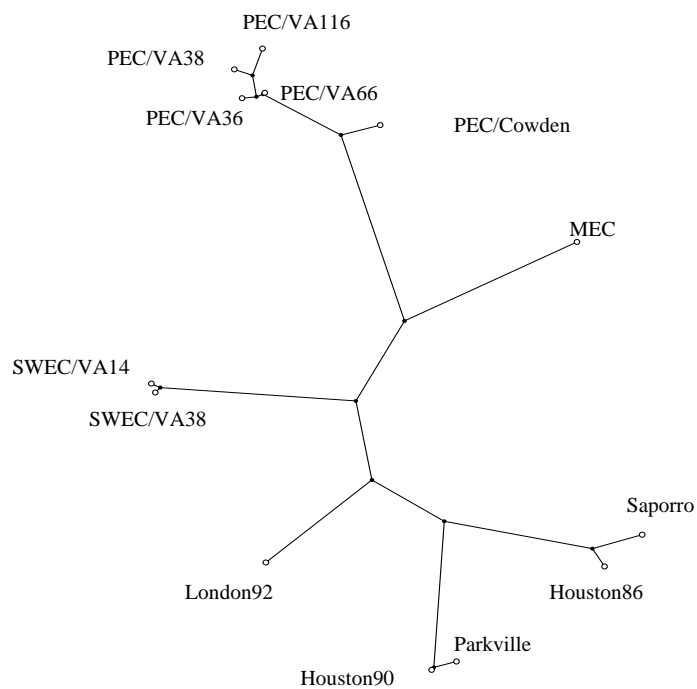 PEC/VA116
PEC/VA38
PEC/VA66
PEC/VA36
PEC/Cowden
MEC
SWEC/VA14
SWEC/VA38
Saporro
London92
Houston86
Parkville
Houston90